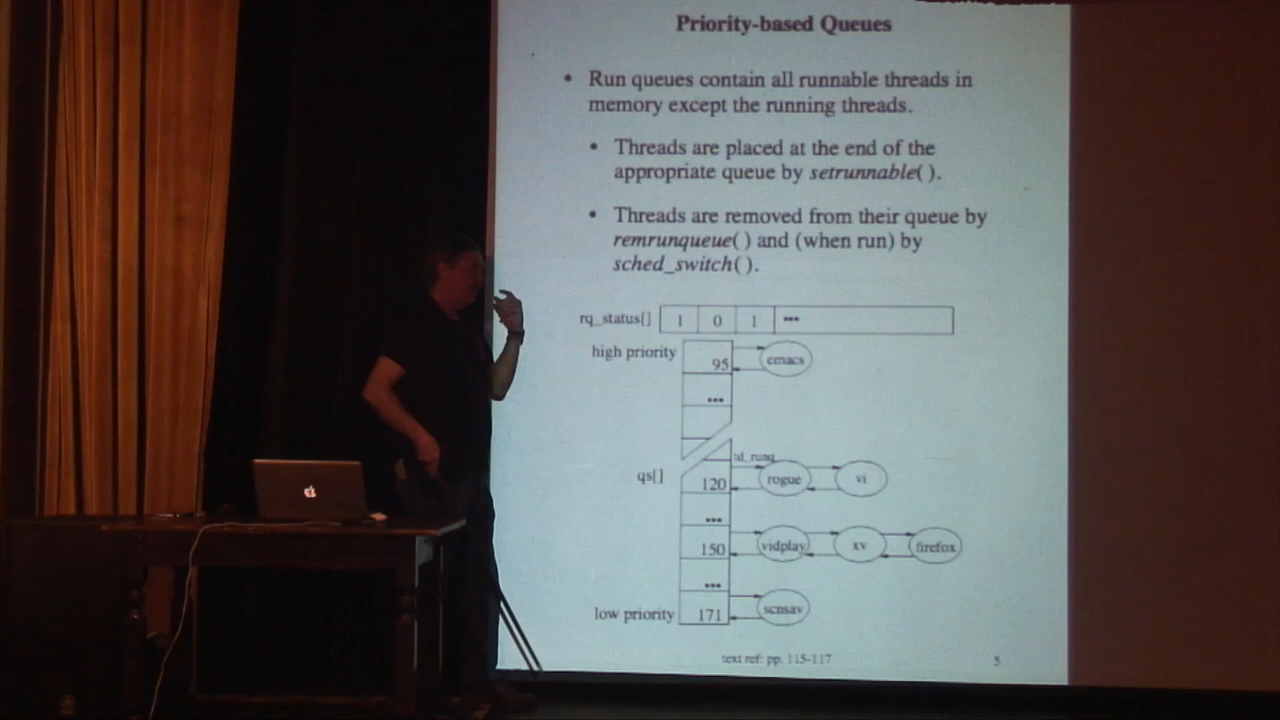 Priority-based Queues
• Run queues contain all runnable threads in
memory except the running threads.
• Threads are placed at the end of the
appropriate queue by setrunnable( ).
• Threads are removed from their queue by
remrunqueue( ) and (when run) by
sched_switch( ).
rq_status[] 1 0 1 •••
high priority 95 emacs
•••
td_runq
qs[] 120 rogue vi
•••
150 vidplay xv firefox
•••
low priority 171 scnsav
text ref: pp. 115-117 5